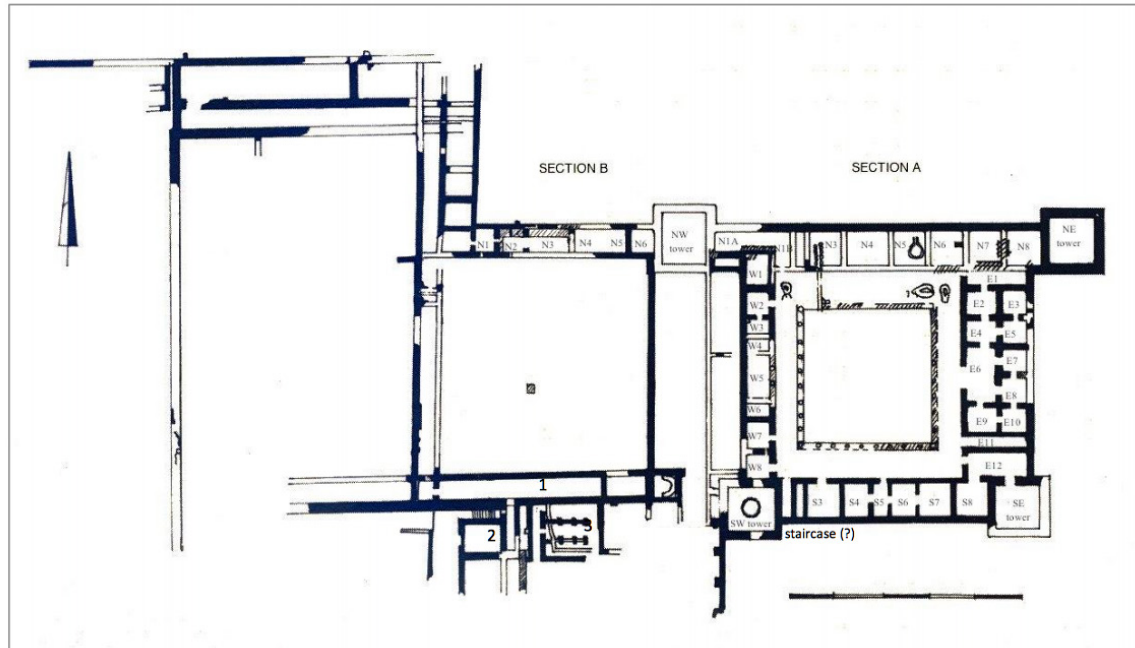 SECTION B
SECTION A
NW
tower
NE
tower
N1
N2
N3
N4
N5
N6
N1A
N1B
N3
N4
N5
N6
N7
N8
W1
W2
W3
W4
W5
W6
W7
W8
E1
E2
E3
E4
E5
E6
E7
E8
E9
E10
E11
E12
1
2
3
SW tower
S3
S4
S5
S6
S7
S8
SE
tower
staircase (?)